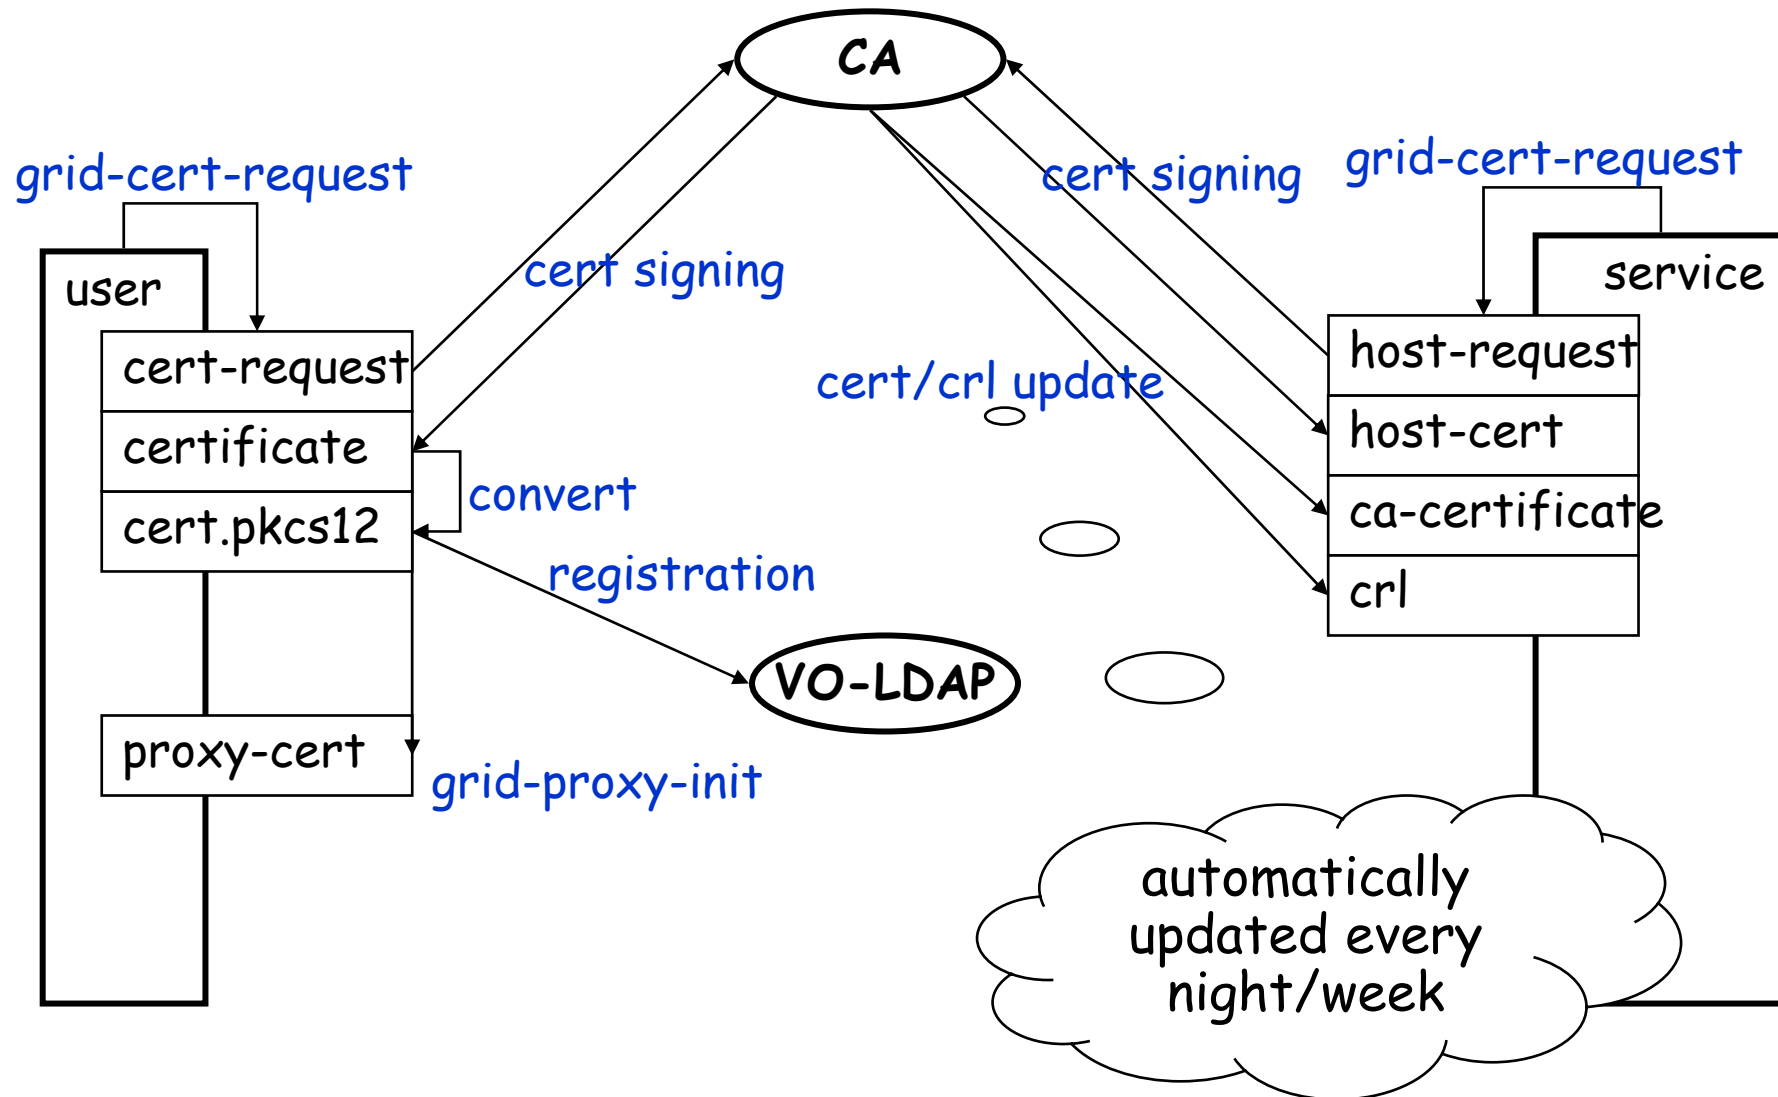 CA
grid-cert-request
cert signing
grid-cert-request
user
cert signing
service
cert-request
host-request
cert/crl update
certificate
host-cert
convert
cert.pkcs12
ca-certificate
registration
crl
VO-LDAP
proxy-cert
grid-proxy-init
automatically
updated every
night/week